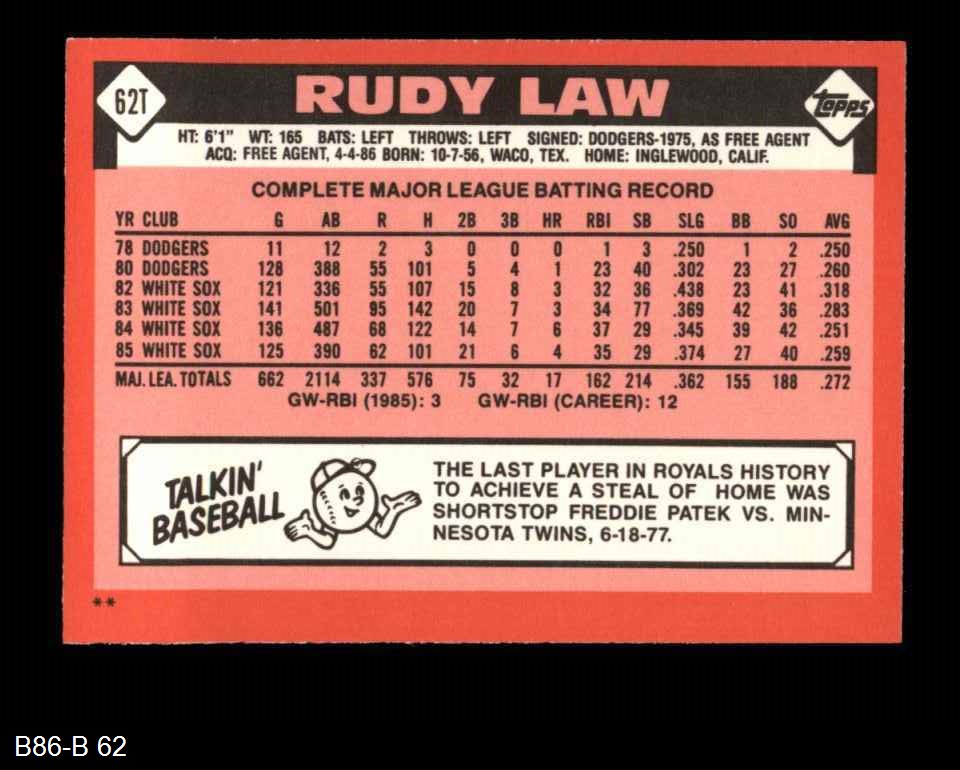 62T
RUDY LAW
topps
HT: 6'1" WT: 165 BATS: LEFT THROWS: LEFT SIGNED: DODGERS-1975, AS FREE AGENT
ACQ: FREE AGENT, 4-4-86 BORN: 10-7-56, WACO, TEX. HOME: INGLEWOOD, CALIF.
COMPLETE MAJOR LEAGUE BATTING RECORD
YR CLUB G AB R H 2B 3B HR RBI SB SLG BB SO AVG
78 DODGERS 11 12 2 3 0 0 0 1 3 .250 1 2 .250
80 DODGERS 128 388 55 101 5 4 1 23 40 .302 23 27 .260
82 WHITE SOX 121 336 55 107 15 8 3 32 36 .438 23 41 .318
83 WHITE SOX 141 501 95 142 20 7 3 34 77 .369 42 36 .283
84 WHITE SOX 136 487 68 122 14 7 6 37 29 .345 39 42 .251
85 WHITE SOX 125 390 62 101 21 6 4 35 29 .374 27 40 .259
MAJ. LEA. TOTALS 662 2114 337 576 75 32 17 162 214 .362 155 188 .272
GW-RBI (1985): 3 GW-RBI (CAREER): 12
TALKIN'
BASEBALL
THE LAST PLAYER IN ROYALS HISTORY
TO ACHIEVE A STEAL OF HOME WAS
SHORTSTOP FREDDIE PATEK VS. MIN-
NESOTA TWINS, 6-18-77.
**
B86-B 62